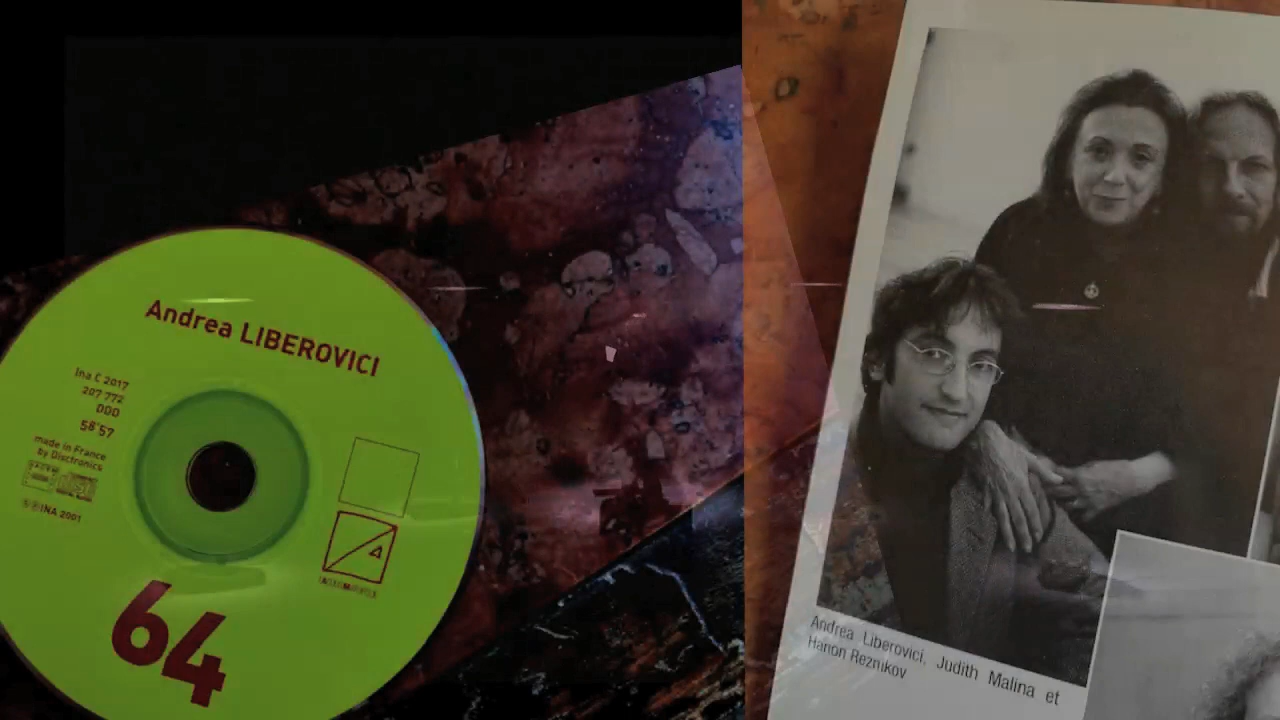 Andrea LIBEROVICI
Ina C 2017
207 772
DDD
58'57
made in France
by Disctronics
INA 2001
64
Andrea Liberovici, Judith Malina et
Hanon Reznikov